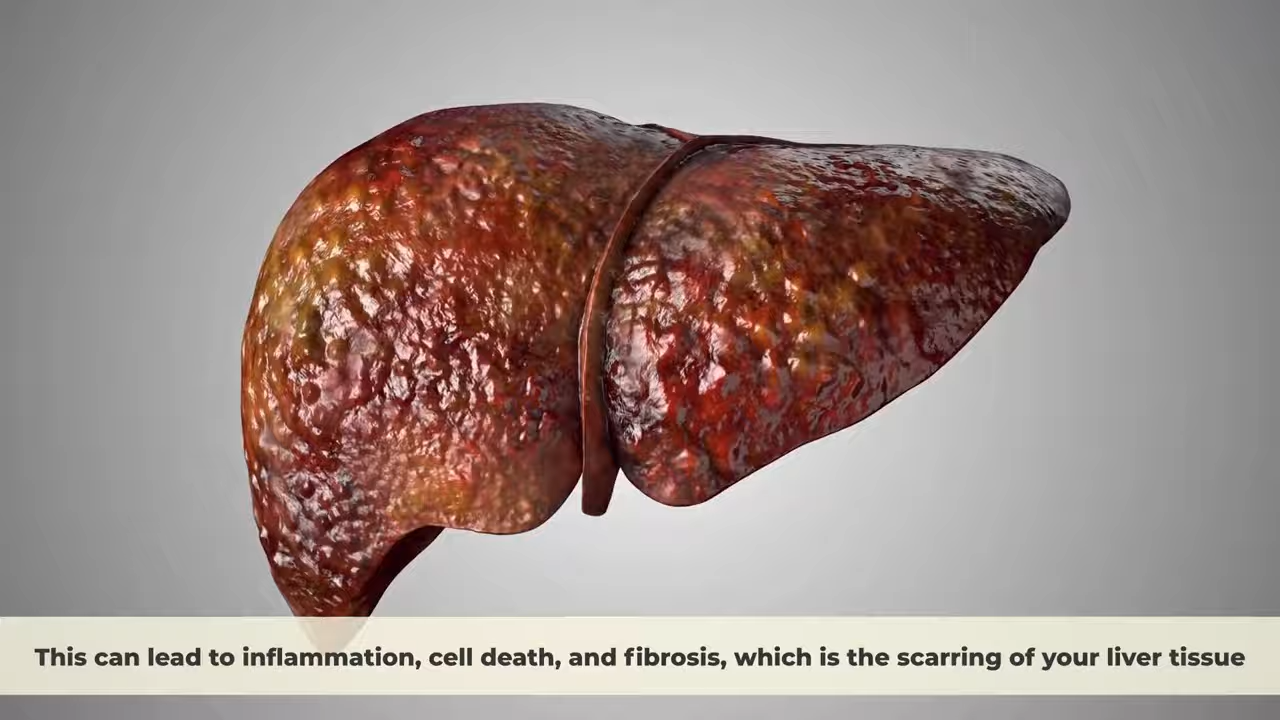 This can lead to inflammation, cell death, and fibrosis, which is the scarring of your liver tissue